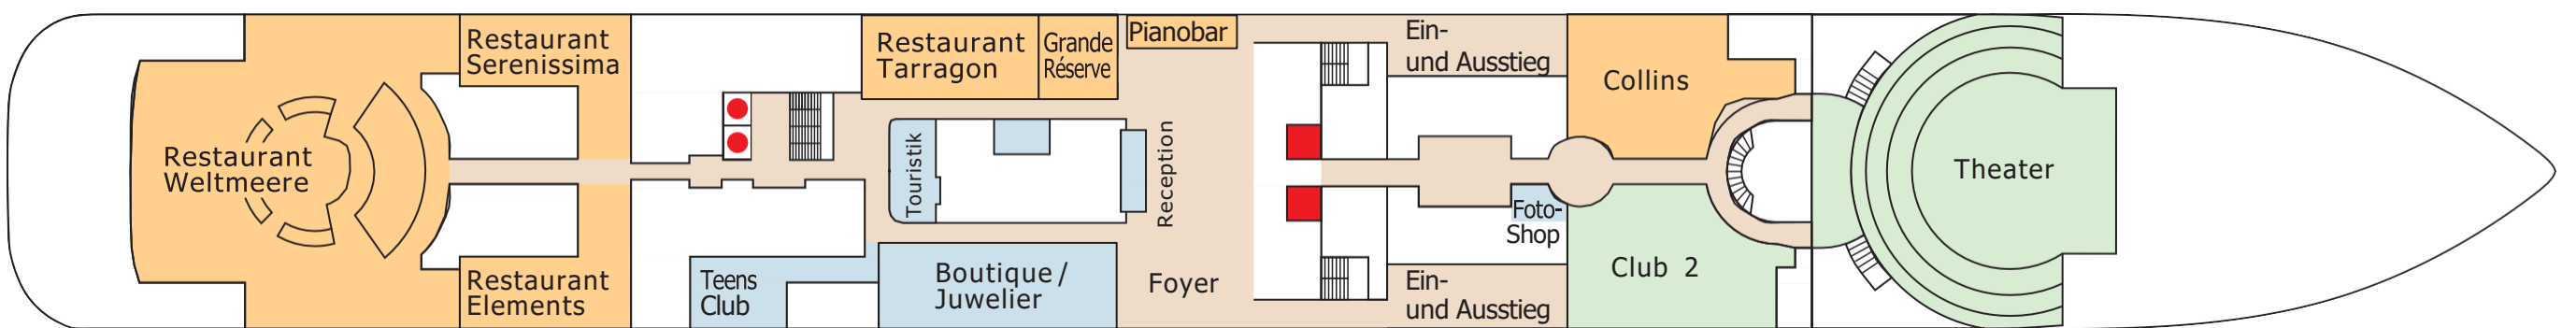 Restaurant
Weltmeere
Restaurant
Serenissima
Restaurant
Elements
Teens
Club
Restaurant
Tarragon
Grande
Réserve
Pianobar
Touristik
Reception
Boutique /
Juwelier
Foyer
Ein-
und Ausstieg
Ein-
und Ausstieg
Foto-
Shop
Collins
Club 2
Theater